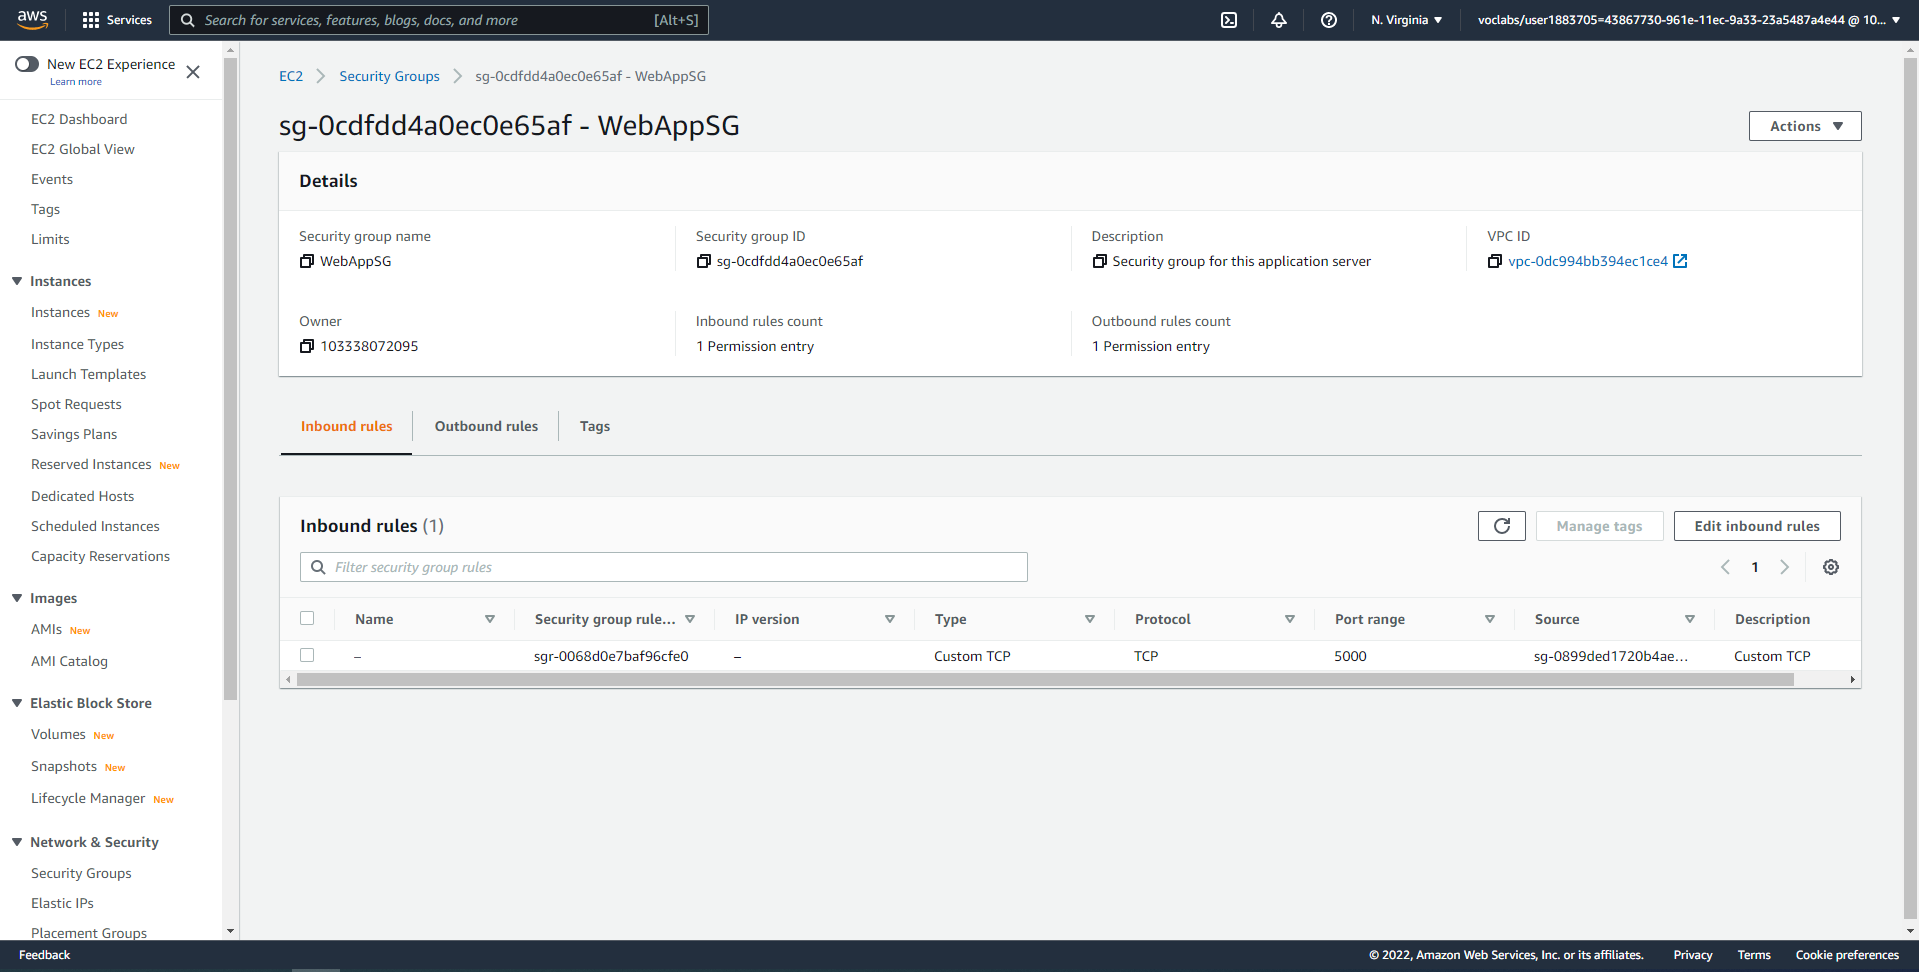 aws
Services
Search for services, features, blogs, docs, and more
[Alt+S]
N. Virginia
voclabs/user1883705=43867730-961e-11ec-9a33-23a5487a4e44 @ 10...
New EC2 Experience
Learn more
EC2 Dashboard
EC2 Global View
Events
Tags
Limits
Instances
Instances New
Instance Types
Launch Templates
Spot Requests
Savings Plans
Reserved Instances New
Dedicated Hosts
Scheduled Instances
Capacity Reservations
Images
AMIs New
AMI Catalog
Elastic Block Store
Volumes New
Snapshots New
Lifecycle Manager New
Network & Security
Security Groups
Elastic IPs
Placement Groups
EC2 Security Groups sg-0cdfdd4a0ec0e65af - WebAppSG
sg-0cdfdd4a0ec0e65af - WebAppSG
Actions
Details
Security group name
WebAppSG
Security group ID
sg-0cdfdd4a0ec0e65af
Description
Security group for this application server
VPC ID
vpc-0dc994bb394ec1ce4
Owner
103338072095
Inbound rules count
1 Permission entry
Outbound rules count
1 Permission entry
Inbound rules Outbound rules Tags
Inbound rules (1)
Manage tags
Edit inbound rules
Filter security group rules
1
Name Security group rule... IP version Type Protocol Port range Source Description
– sgr-0068d0e7baf96cfe0 – Custom TCP TCP 5000 sg-0899ded1720b4ae... Custom TCP
Feedback
© 2022, Amazon Web Services, Inc. or its affiliates. Privacy Terms Cookie preferences